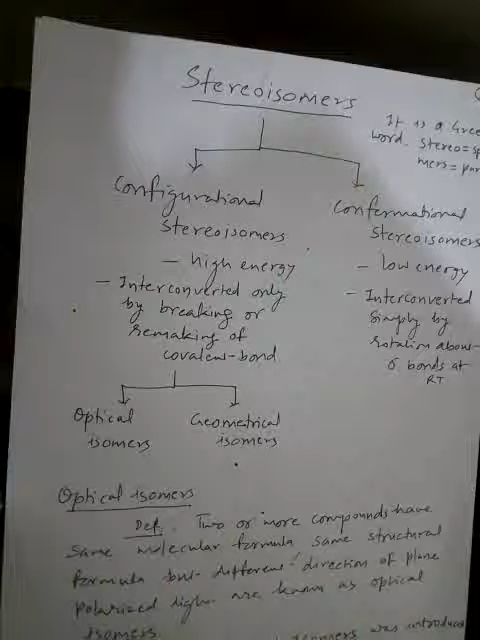 Stereoisomers
It is a Gree
word. Stereo=sp
mers=par
Configurational
Stereoisomers
- high energy
- Interconverted only
by breaking or
remaking of
covalent-bond
Conformational
Stereoisomers
- low energy
- Interconverted
simply by
rotation about
σ bonds at
RT
Optical
isomers
Geometrical
isomers
Optical isomers
Def. Two or more compounds have
same molecular formula same structural
formula but different direction of plane
polarized light are known as optical
isomers
was introduced